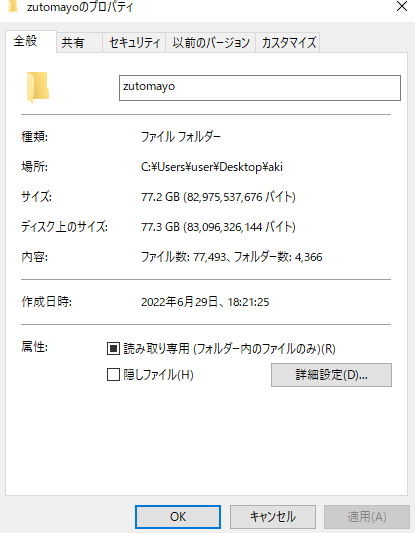 zutomayoのプロパティ
全般 共有 セキュリティ 以前のバージョン カスタマイズ
zutomayo
種類: ファイル フォルダー
場所: C:¥Users¥user¥Desktop¥aki
サイズ: 77.2 GB (82,975,537,676 バイト)
ディスク上のサイズ: 77.3 GB (83,096,326,144 バイト)
内容: ファイル数: 77,493、フォルダー数: 4,366
作成日時: 2022年6月29日、18:21:25
属性: 読み取り専用 (フォルダー内のファイルのみ)(R)
隠しファイル(H) 詳細設定(D)...
OK キャンセル 適用(A)